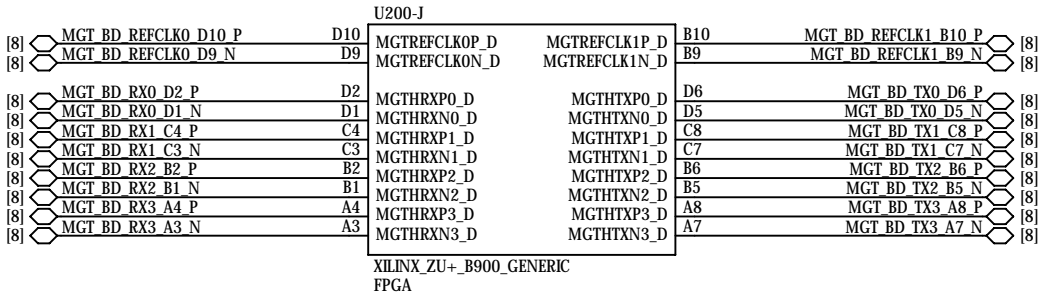 U200-J
[8] MGT_BD_REFCLK0_D10_P D10 MGTREFCLK0P_D MGTREFCLK1P_D B10 MGT_BD_REFCLK1_B10_P [8]
[8] MGT_BD_REFCLK0_D9_N D9 MGTREFCLK0N_D MGTREFCLK1N_D B9 MGT_BD_REFCLK1_B9_N [8]
[8] MGT_BD_RX0_D2_P D2 MGTHRXP0_D MGTHTXP0_D D6 MGT_BD_TX0_D6_P [8]
[8] MGT_BD_RX0_D1_N D1 MGTHRXN0_D MGTHTXN0_D D5 MGT_BD_TX0_D5_N [8]
[8] MGT_BD_RX1_C4_P C4 MGTHRXP1_D MGTHTXP1_D C8 MGT_BD_TX1_C8_P [8]
[8] MGT_BD_RX1_C3_N C3 MGTHRXN1_D MGTHTXN1_D C7 MGT_BD_TX1_C7_N [8]
[8] MGT_BD_RX2_B2_P B2 MGTHRXP2_D MGTHTXP2_D B6 MGT_BD_TX2_B6_P [8]
[8] MGT_BD_RX2_B1_N B1 MGTHRXN2_D MGTHTXN2_D B5 MGT_BD_TX2_B5_N [8]
[8] MGT_BD_RX3_A4_P A4 MGTHRXP3_D MGTHTXP3_D A8 MGT_BD_TX3_A8_P [8]
[8] MGT_BD_RX3_A3_N A3 MGTHRXN3_D MGTHTXN3_D A7 MGT_BD_TX3_A7_N [8]
XILINX_ZU+_B900_GENERIC
FPGA